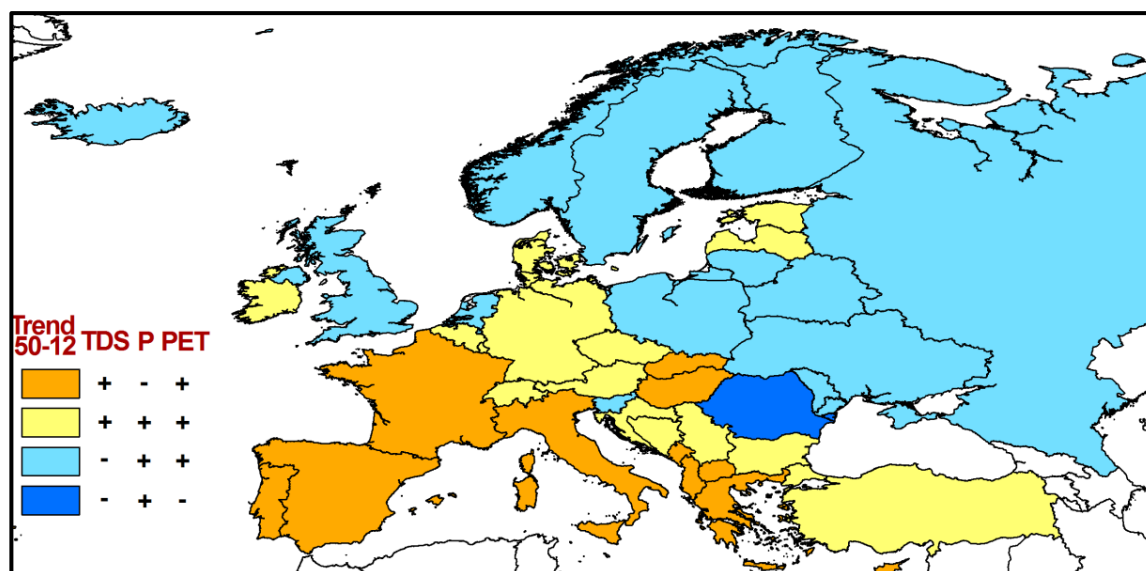 Trend
50-12 TDS P PET
+ - +
+ + +
- + +
- + -